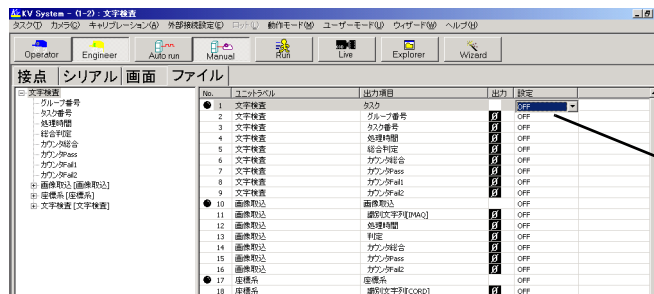 KV System - (1-2) : 文字検査
タスク(T) カメラ(C) キャリブレーション(A) 外部接続設定(E) ロット(L) 動作モード(M) ユーザーモード(U) ウィザード(W) ヘルプ(H)
Operator Engineer Auto run Manual Run Live Explorer Wizard
接点 シリアル 画面 ファイル
文字検査
グループ番号
タスク番号
処理時間
総合判定
カウンタ総合
カウンタPass
カウンタFail1
カウンタFail2
画像取込 [画像取込]
座標系 [座標系]
文字検査 [文字検査]
No. ユニットラベル 出力項目 出力 設定
1 文字検査 タスク OFF
2 文字検査 グループ番号 OFF
3 文字検査 タスク番号 OFF
4 文字検査 処理時間 OFF
5 文字検査 総合判定 OFF
6 文字検査 カウンタ総合 OFF
7 文字検査 カウンタPass OFF
8 文字検査 カウンタFail1 OFF
9 文字検査 カウンタFail2 OFF
10 画像取込 画像取込 OFF
11 画像取込 識別文字列[IMAQ] OFF
12 画像取込 処理時間 OFF
13 画像取込 判定 OFF
14 画像取込 カウンタ総合 OFF
15 画像取込 カウンタPass OFF
16 画像取込 カウンタFail2 OFF
17 座標系 座標系 OFF
18 座標系 識別文字列[CORD] OFF